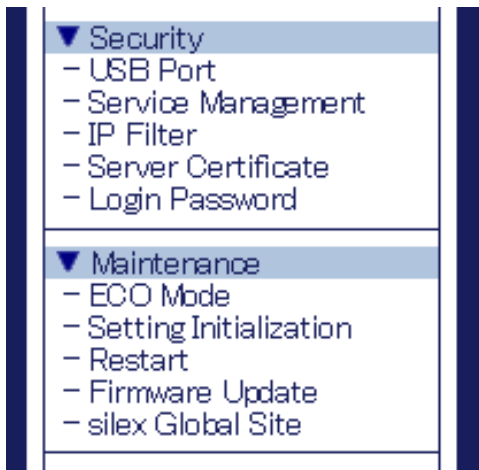 ▼ Security
– USB Port
– Service Management
– IP Filter
– Server Certificate
– Login Password
▼ Maintenance
– ECO Mode
– Setting Initialization
– Restart
– Firmware Update
– silex Global Site